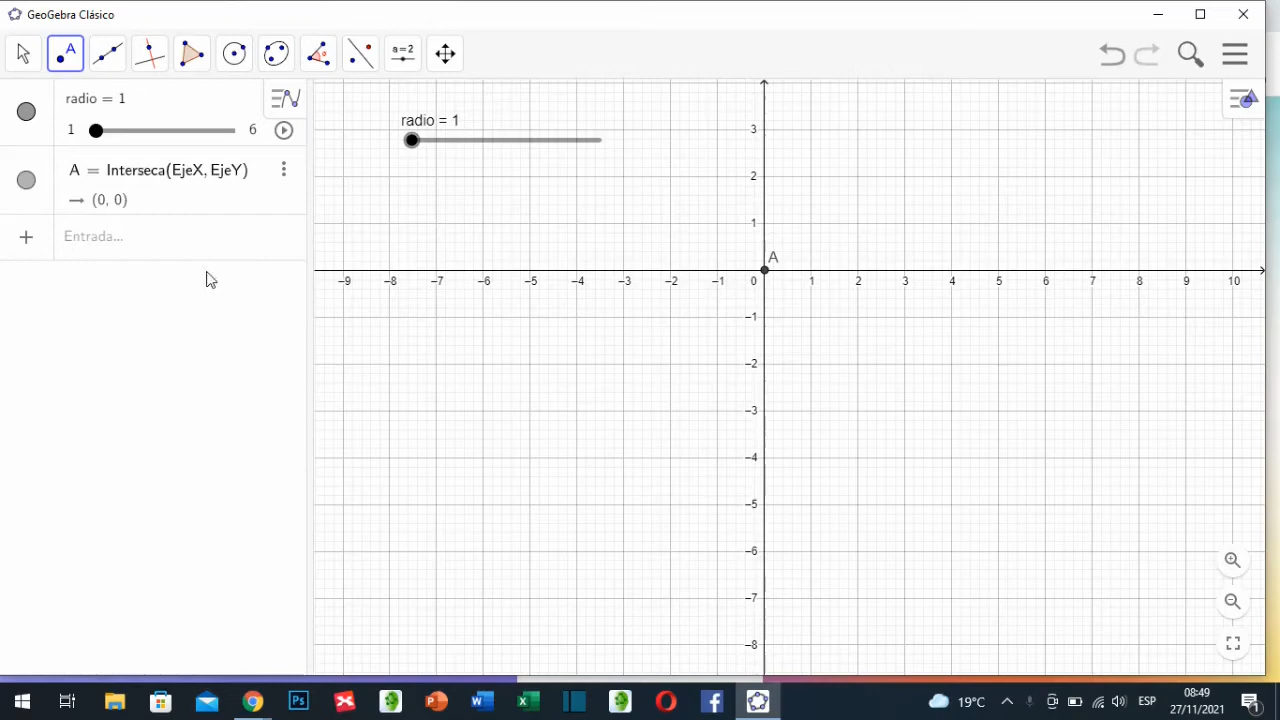 GeoGebra Clásico
A
a=2
radio = 1
1
6
A = Interseca(EjeX, EjeY)
→ (0, 0)
+ Entrada...
radio = 1
3
2
1
A
–9 –8 –7 –6 –5 –4 –3 –2 –1 0 1 2 3 4 5 6 7 8 9 10
–1
–2
–3
–4
–5
–6
–7
–8
Ps
P
W
X
f
19°C
ESP
08:49
27/11/2021
1